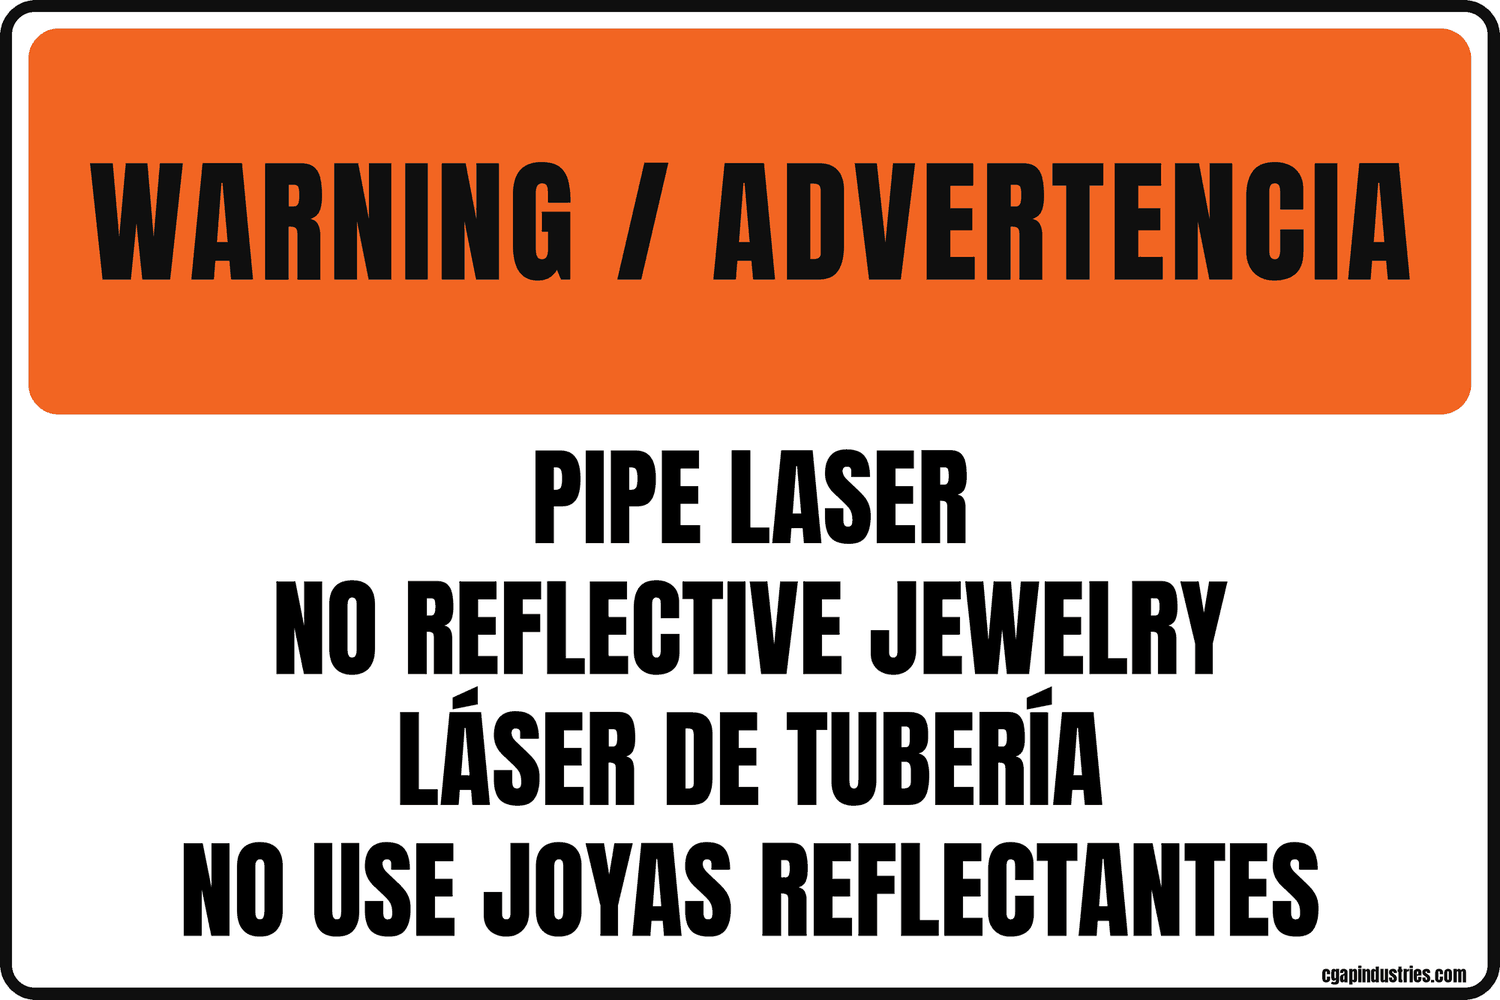 WARNING / ADVERTENCIA
PIPE LASER
NO REFLECTIVE JEWELRY
LÁSER DE TUBERÍA
NO USE JOYAS REFLECTANTES
cgapindustries.com